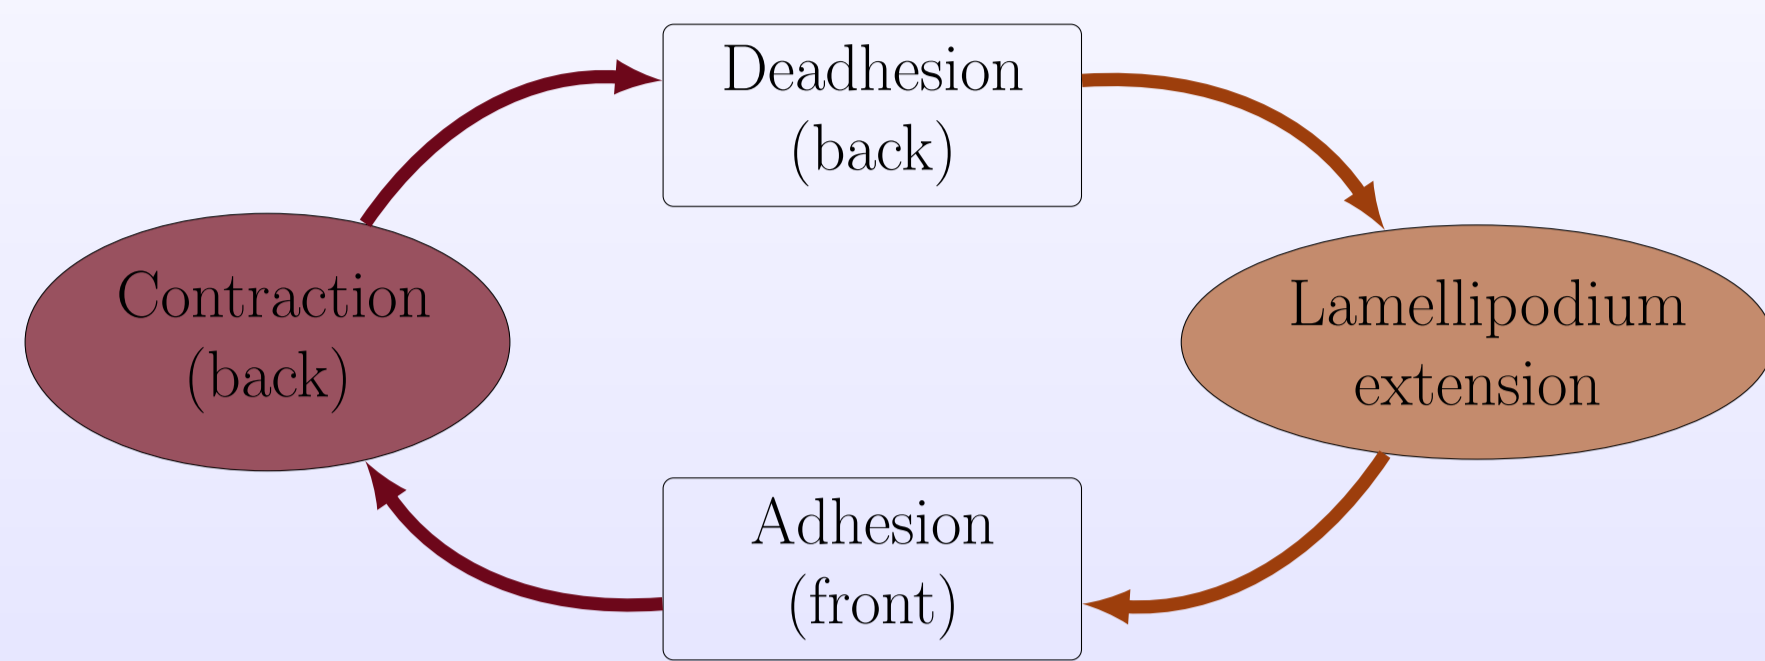 Deadhesion
(back)
Contraction
(back)
Lamellipodium
extension
Adhesion
(front)